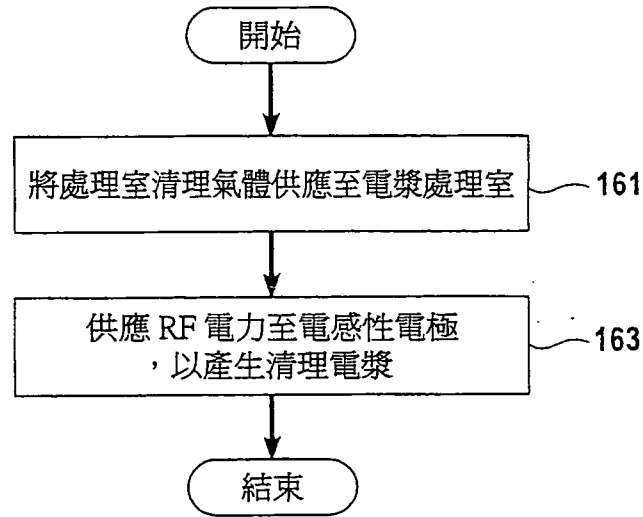 開始
將處理室清理氣體供應至電漿處理室
161
供應 RF 電力至電感性電極
,以產生清理電漿
163
結束